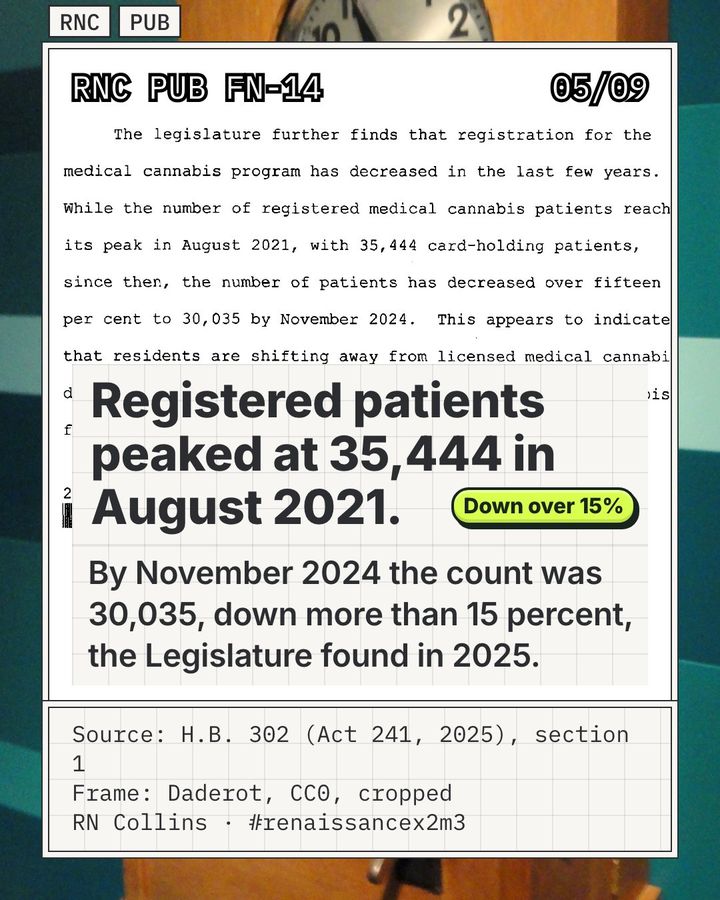 RNC PUB
2
RNC PUB FN-14 05/09
The legislature further finds that registration for the
medical cannabis program has decreased in the last few years.
While the number of registered medical cannabis patients reach
its peak in August 2021, with 35,444 card-holding patients,
since then, the number of patients has decreased over fifteen
per cent to 30,035 by November 2024. This appears to indicate
that residents are shifting away from licensed medical cannabi
Registered patients
peaked at 35,444 in
August 2021.
Down over 15%
By November 2024 the count was
30,035, down more than 15 percent,
the Legislature found in 2025.
Source: H.B. 302 (Act 241, 2025), section
1
Frame: Daderot, CC0, cropped
RN Collins · #renaissancex2m3